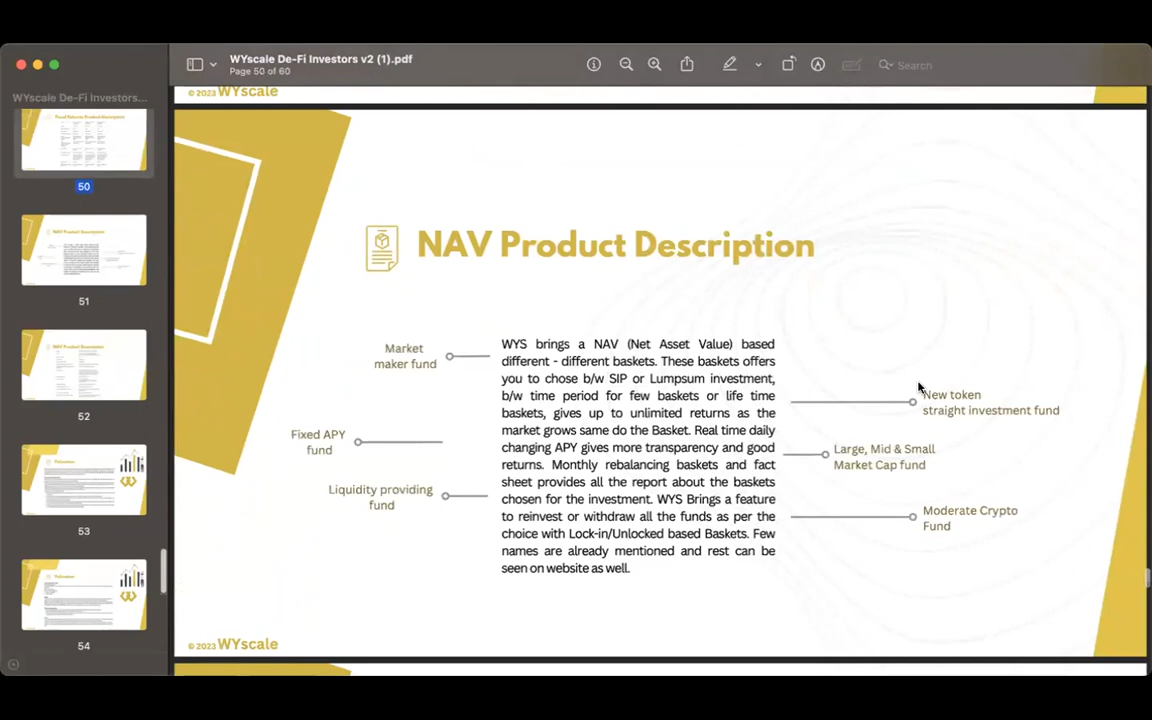 WYscale De-Fi Investors v2 (1).pdf
Page 50 of 60
Search
WYscale De-Fi Investors...
50
51
52
53
54
© 2023 WYscale
NAV Product Description
Market
maker fund
Fixed APY
fund
Liquidity providing
fund
WYS brings a NAV (Net Asset Value) based
different - different baskets. These baskets offers
you to chose b/w SIP or Lumpsum investment,
b/w time period for few baskets or life time
baskets, gives up to unlimited returns as the
market grows same do the Basket. Real time daily
changing APY gives more transparency and good
returns. Monthly rebalancing baskets and fact
sheet provides all the report about the baskets
chosen for the investment. WYS Brings a feature
to reinvest or withdraw all the funds as per the
choice with Lock-in/Unlocked based Baskets. Few
names are already mentioned and rest can be
seen on website as well.
New token
straight investment fund
Large, Mid & Small
Market Cap fund
Moderate Crypto
Fund
© 2023 WYscale